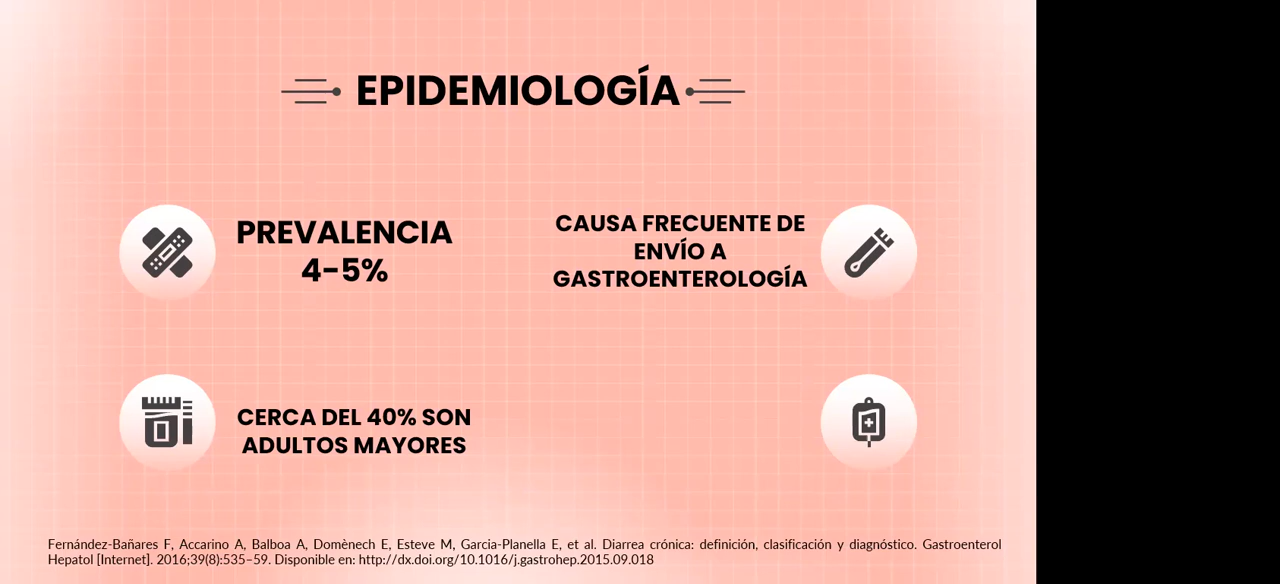 EPIDEMIOLOGÍA
PREVALENCIA
4-5%
CAUSA FRECUENTE DE
ENVÍO A
GASTROENTEROLOGÍA
CERCA DEL 40% SON
ADULTOS MAYORES
Fernández-Bañares F, Accarino A, Balboa A, Domènech E, Esteve M, Garcia-Planella E, et al. Diarrea crónica: definición, clasificación y diagnóstico. Gastroenterol
Hepatol [Internet]. 2016;39(8):535–59. Disponible en: http://dx.doi.org/10.1016/j.gastrohep.2015.09.018